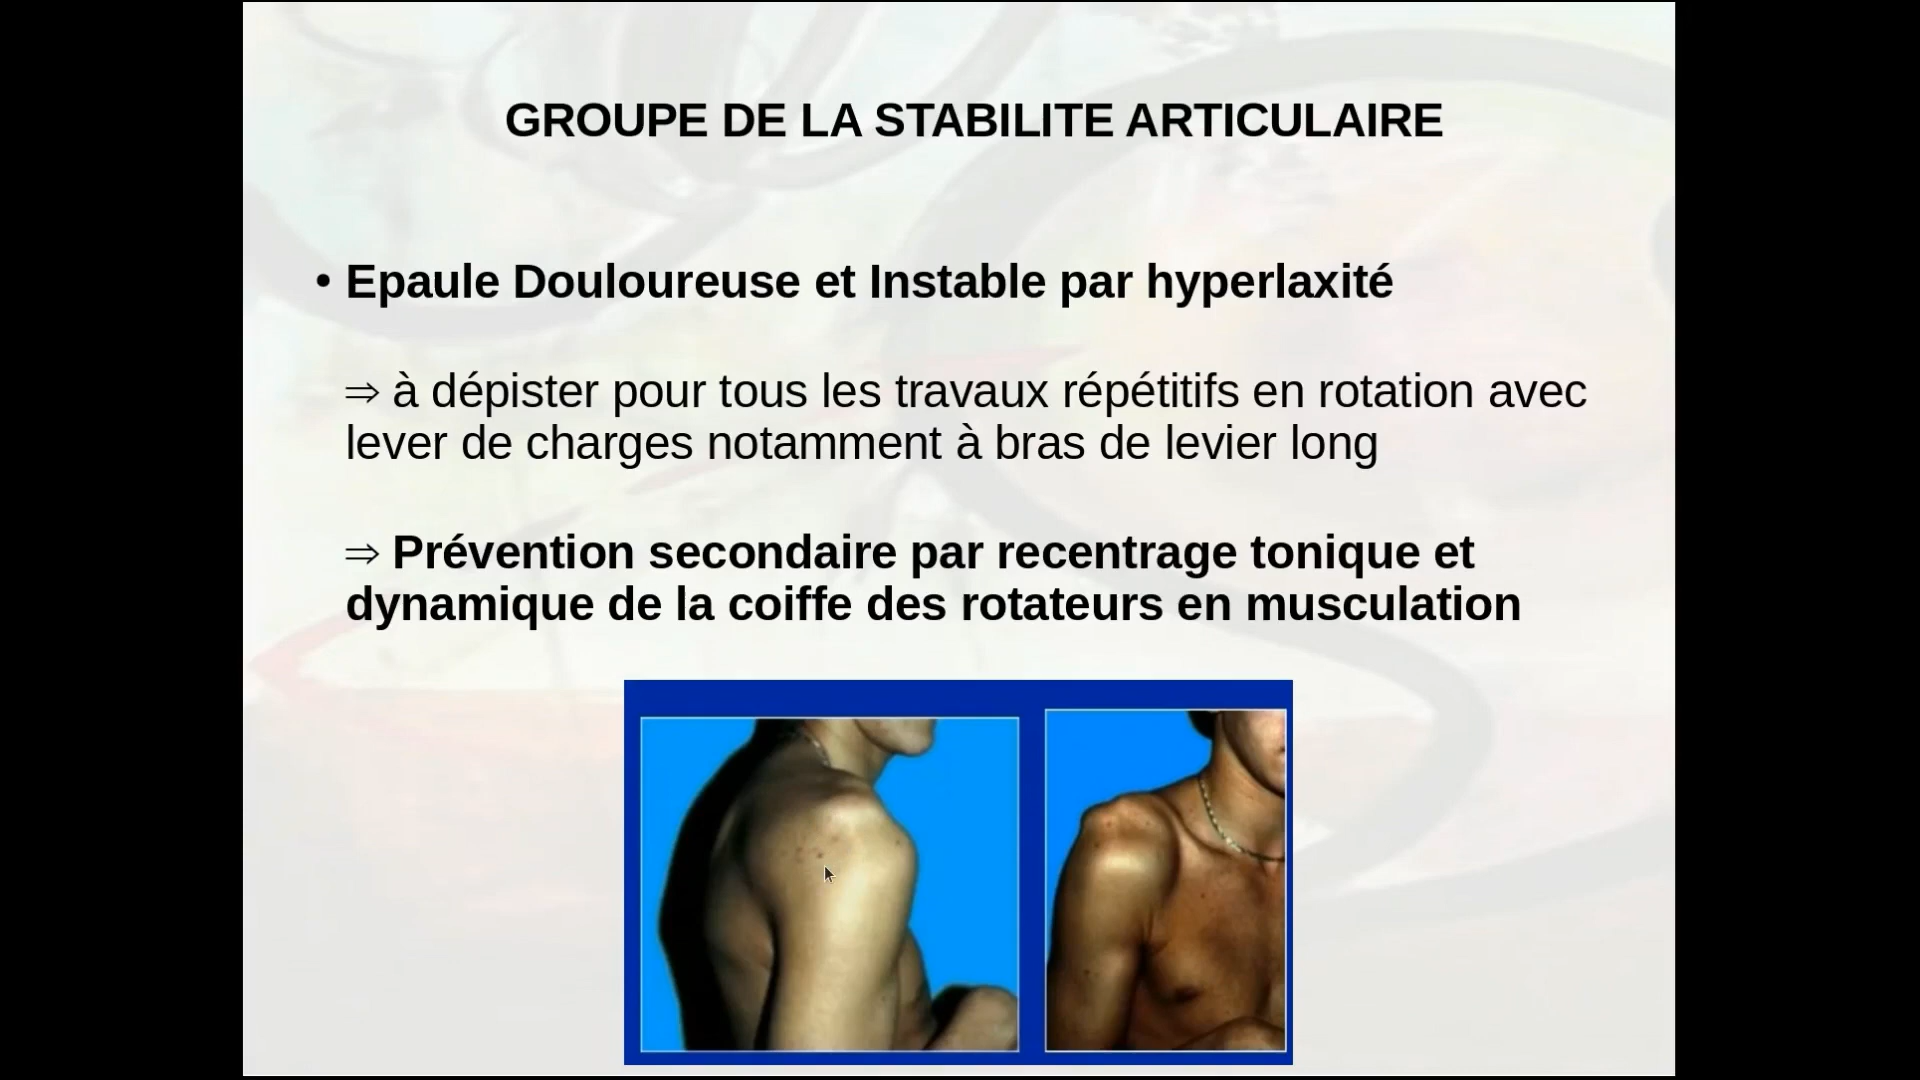 GROUPE DE LA STABILITE ARTICULAIRE
• Epaule Douloureuse et Instable par hyperlaxité
⇒ à dépister pour tous les travaux répétitifs en rotation avec
lever de charges notamment à bras de levier long
⇒ Prévention secondaire par recentrage tonique et
dynamique de la coiffe des rotateurs en musculation